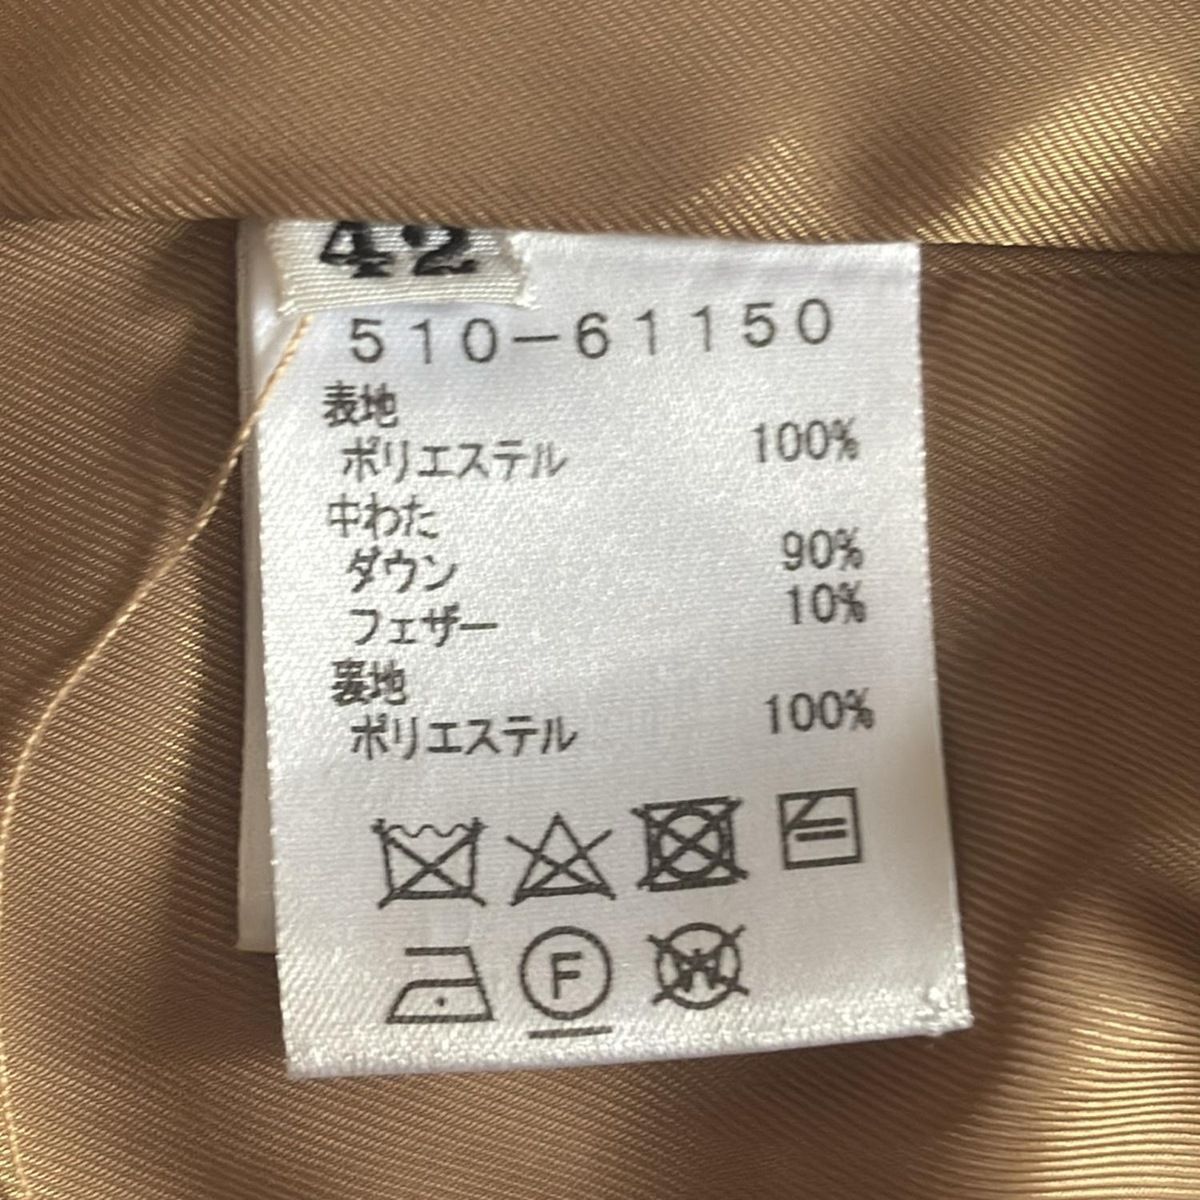 42
510-61150
表地
ポリエステル 100%
中わた
ダウン 90%
フェザー 10%
裏地
ポリエステル 100%
F
W